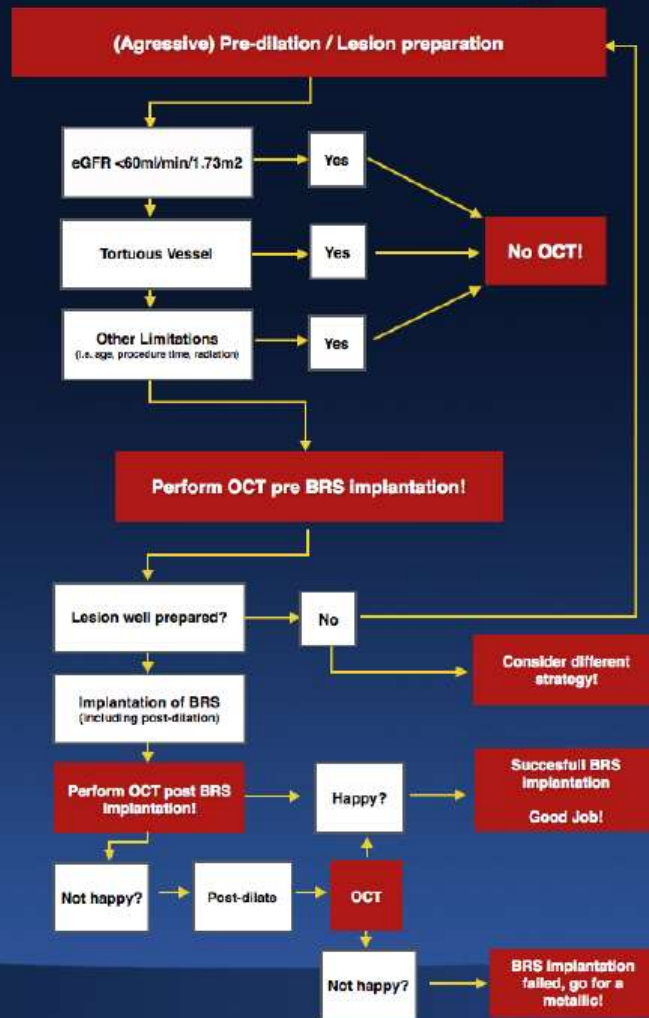 (Agressive) Pre-dilation / Lesion preparation
eGFR <60ml/min/1.73m2
Yes
Tortuous Vessel
Yes
No OCT!
Other Limitations
(i.e. age, procedure time, radiation)
Yes
Perform OCT pre BRS implantation!
Lesion well prepared?
No
Consider different
strategy!
Implantation of BRS
(including post-dilation)
Perform OCT post BRS
implantation!
Happy?
Succesfull BRS
implantation
Good Job!
Not happy?
Post-dilate
OCT
Not happy?
BRS implantation
failed, go for a
metallic!